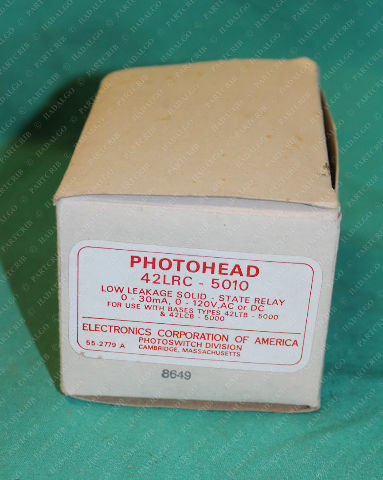 PHOTOHEAD
42LRC - 5010
LOW LEAKAGE SOLID - STATE RELAY
0 - 30mA, 0 - 120V, AC or DC
FOR USE WITH BASES TYPES 42LTB - 5000
& 42LCB - 5000
ELECTRONICS CORPORATION OF AMERICA
PHOTOSWITCH DIVISION
55-2779 A CAMBRIDGE, MASSACHUSETTS
8649